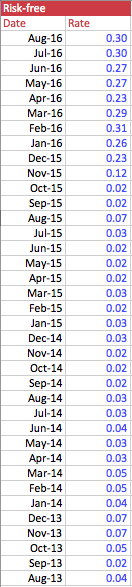 Risk-free
Date Rate
Aug-16 0.30
Jul-16 0.30
Jun-16 0.27
May-16 0.27
Apr-16 0.23
Mar-16 0.29
Feb-16 0.31
Jan-16 0.26
Dec-15 0.23
Nov-15 0.12
Oct-15 0.02
Sep-15 0.02
Aug-15 0.07
Jul-15 0.03
Jun-15 0.02
May-15 0.02
Apr-15 0.02
Mar-15 0.03
Feb-15 0.02
Jan-15 0.03
Dec-14 0.03
Nov-14 0.02
Oct-14 0.02
Sep-14 0.02
Aug-14 0.03
Jul-14 0.03
Jun-14 0.04
May-14 0.03
Apr-14 0.03
Mar-14 0.05
Feb-14 0.05
Jan-14 0.04
Dec-13 0.07
Nov-13 0.07
Oct-13 0.05
Sep-13 0.02
Aug-13 0.04